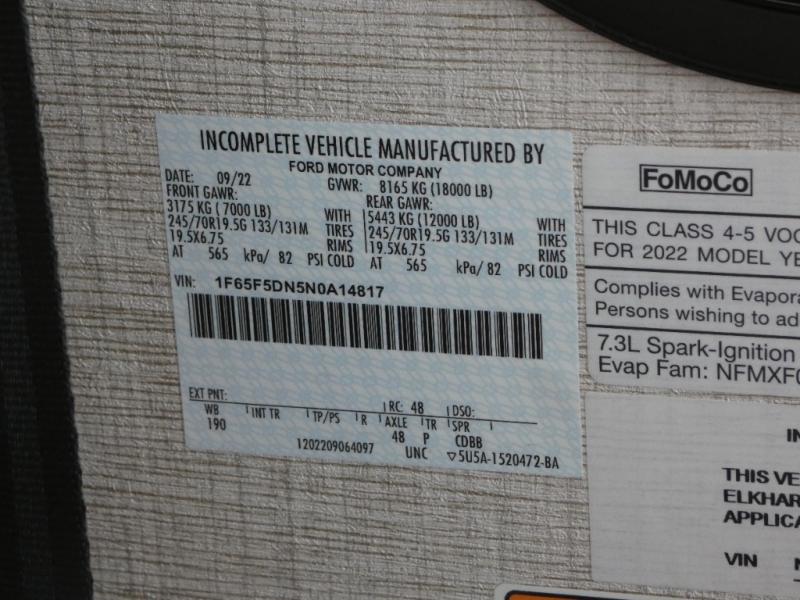 INCOMPLETE VEHICLE MANUFACTURED BY
FORD MOTOR COMPANY
DATE: 09/22 GVWR: 8165 KG (18000 LB)
FRONT GAWR: REAR GAWR:
3175 KG ( 7000 LB) WITH 5443 KG (12000 LB) WITH
245/70R19.5G 133/131M TIRES 245/70R19.5G 133/131M TIRES
19.5X6.75 RIMS 19.5X6.75 RIMS
AT 565 kPa/ 82 PSI COLD AT 565 kPa/ 82 PSI COLD
VIN: 1F65F5DN5N0A14817
EXT PNT: RC: 48 DSO:
WB INT TR TP/PS R AXLE TR SPR
190 48 P CDBB
1202209064097 UNC ▽5U5A-1520472-BA
FoMoCo
THIS CLASS 4-5 VOC
FOR 2022 MODEL YE
Complies with Evapora
Persons wishing to ad
7.3L Spark-Ignition
Evap Fam: NFMXF0
IN
THIS VE
ELKHAR
APPLICA
VIN